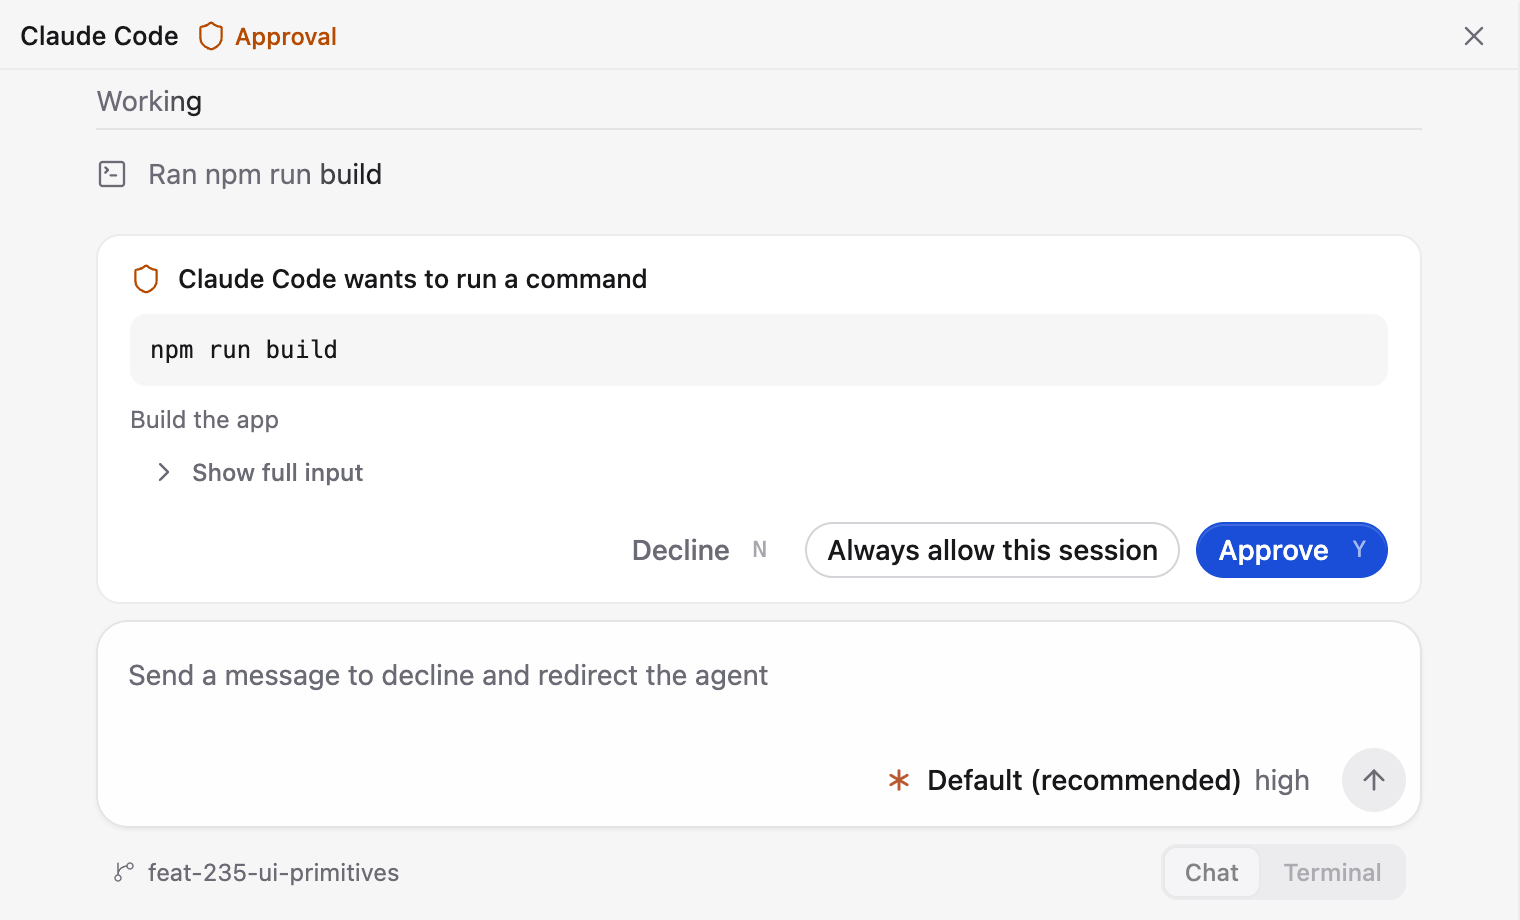 Claude Code Approval
Working
Ran npm run build
Claude Code wants to run a command
npm run build
Build the app
Show full input
Decline N Always allow this session Approve Y
Send a message to decline and redirect the agent
Default (recommended) high
feat-235-ui-primitives Chat Terminal